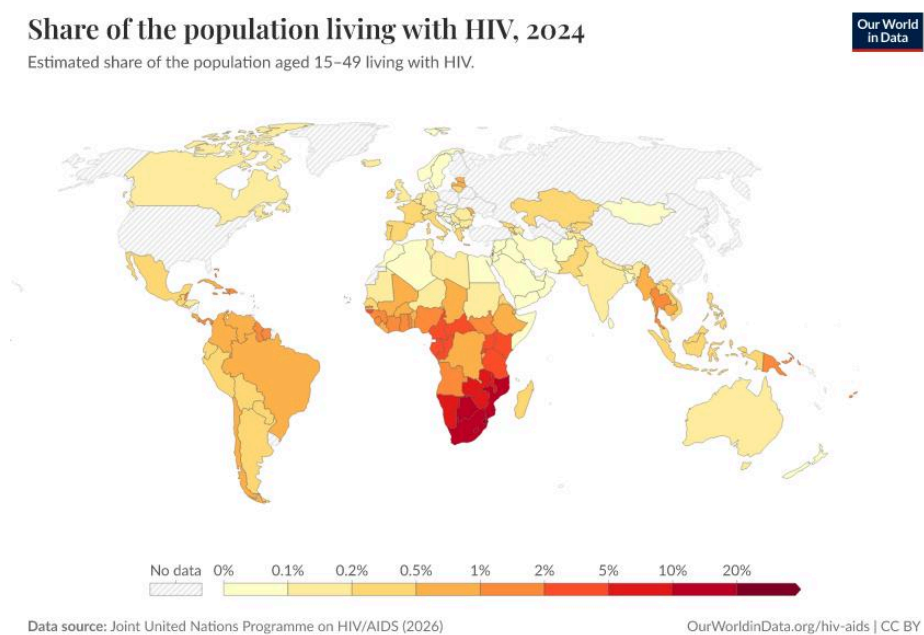 Share of the population living with HIV, 2024
Our World
in Data
Estimated share of the population aged 15–49 living with HIV.
No data 0% 0.1% 0.2% 0.5% 1% 2% 5% 10% 20%
Data source: Joint United Nations Programme on HIV/AIDS (2026)
OurWorldinData.org/hiv-aids | CC BY